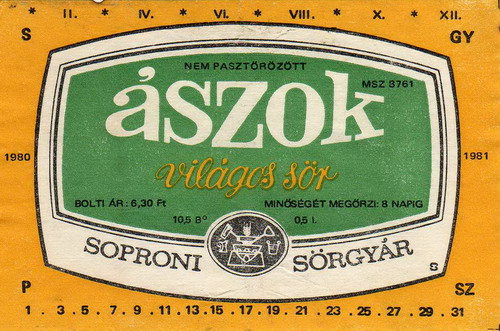 * II. * IV. * VI. * VIII. * X. * XII.
S GY
NEM PASZTŐRÖZÖTT
MSZ 8761
ászok
1980 1981
világos sör
BOLTI ÁR: 6,30 Ft MINŐSÉGÉT MEGŐRZI: 8 NAPIG
10,5 B° 0,5 l.
SOPRONI SÖRGYÁR
S
P SZ
1 . 3 . 5 . 7 . 9 . 11 . 13 . 15 . 17 . 19 . 21 . 23 . 25 . 27 . 29 . 31